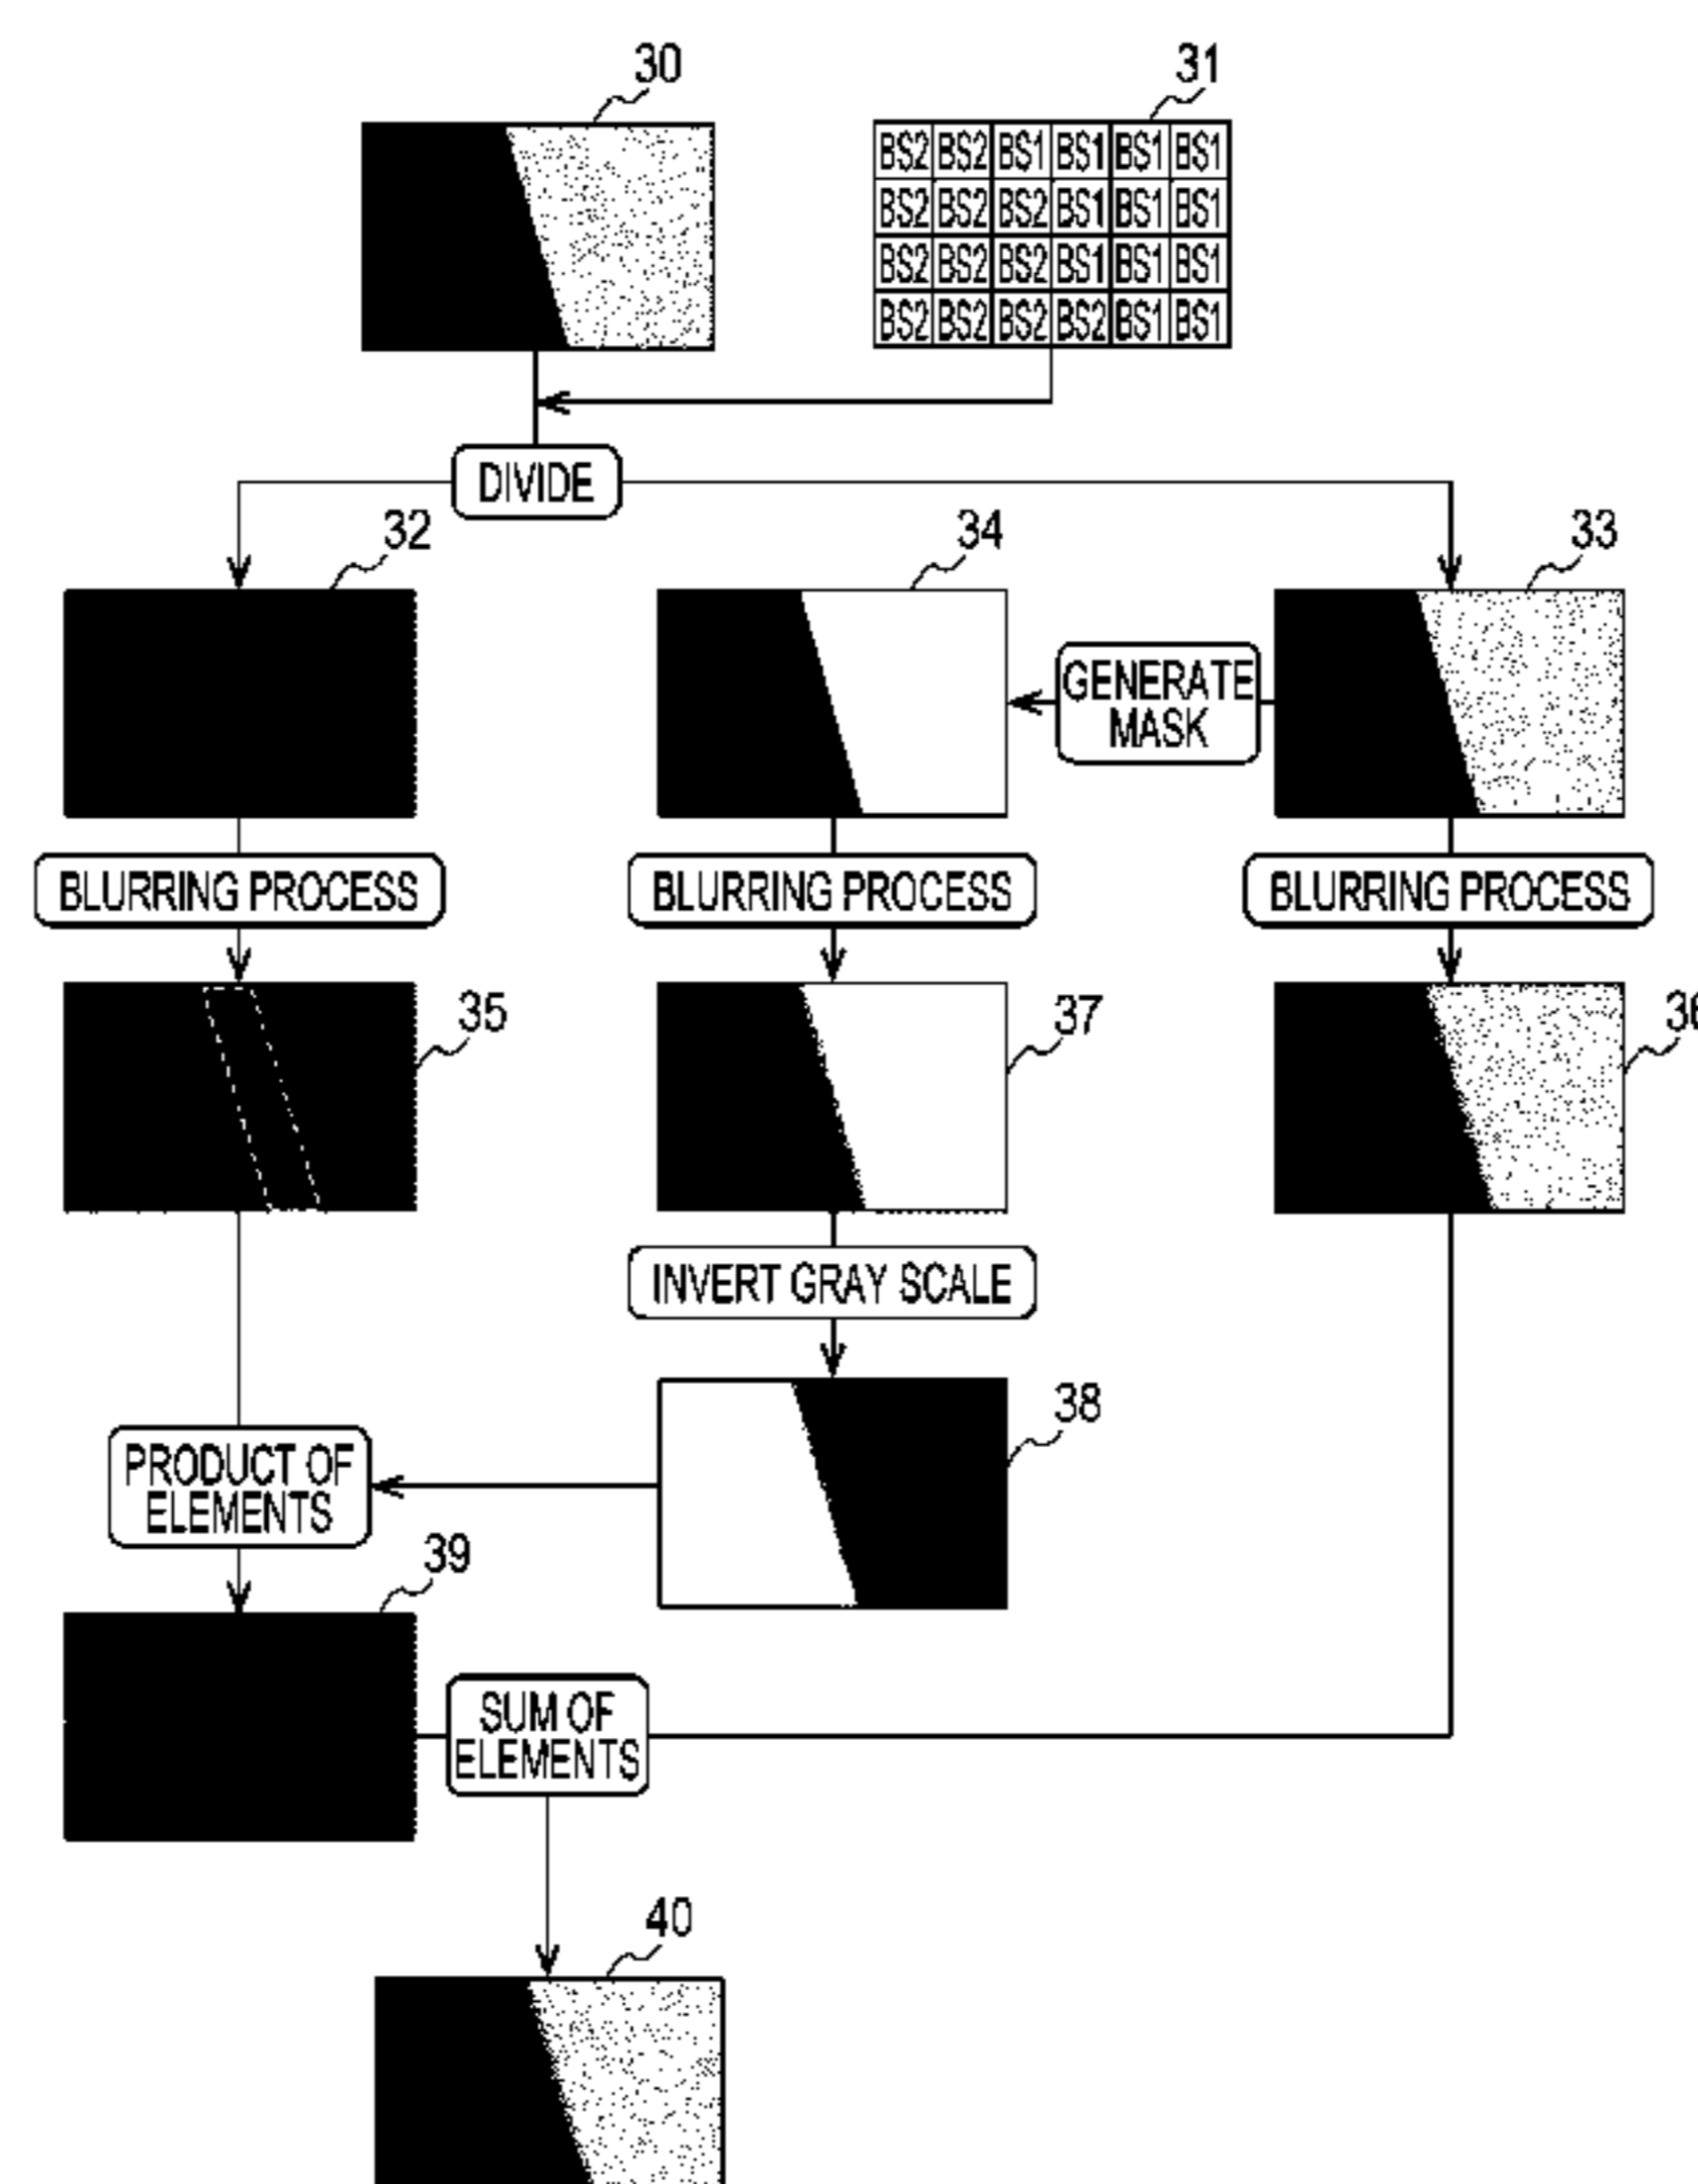 30
31
BS2 BS2 BS1 BS1 BS1 BS1
BS2 BS2 BS2 BS1 BS1 BS1
BS2 BS2 BS2 BS1 BS1 BS1
BS2 BS2 BS2 BS2 BS1 BS1
DIVIDE
32
34
33
GENERATE
MASK
BLURRING PROCESS
BLURRING PROCESS
BLURRING PROCESS
35
37
36
INVERT GRAY SCALE
38
PRODUCT OF
ELEMENTS
39
SUM OF
ELEMENTS
40